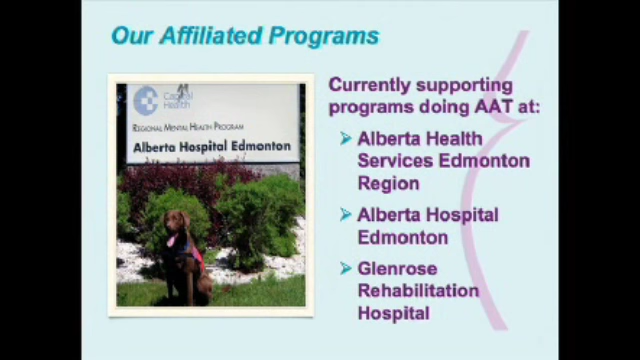 Our Affiliated Programs
Capital
Health
REGIONAL MENTAL HEALTH PROGRAM
Alberta Hospital Edmonton
Currently supporting
programs doing AAT at:
Alberta Health
Services Edmonton
Region
Alberta Hospital
Edmonton
Glenrose
Rehabilitation
Hospital